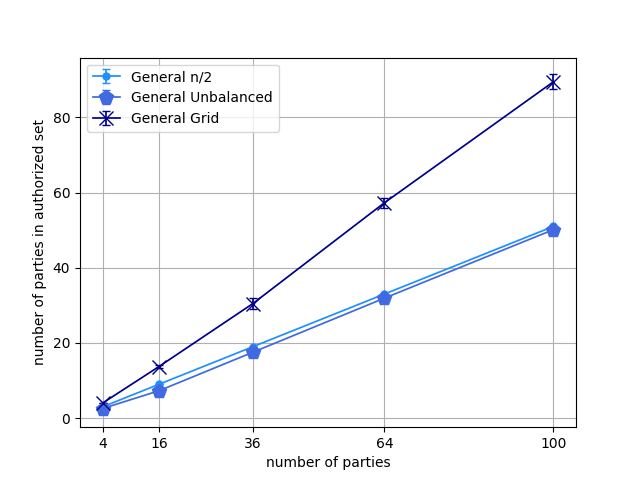 General n/2
General Unbalanced
General Grid
number of parties in authorized set
80
60
40
20
0
4 16 36 64 100
number of parties